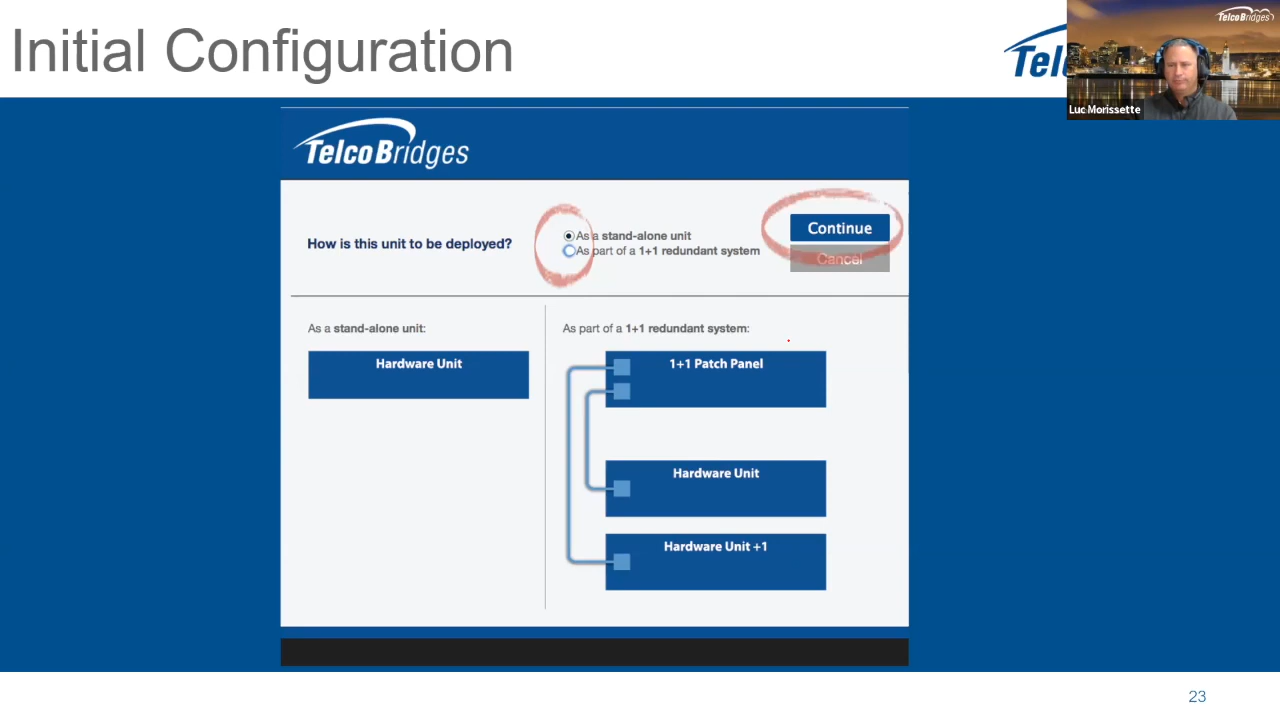 Initial Configuration
Tel
TelcoBridges
Luc Morissette
TelcoBridges
How is this unit to be deployed?
As a stand-alone unit
As part of a 1+1 redundant system
Continue
Cancel
As a stand-alone unit:
As part of a 1+1 redundant system:
Hardware Unit
1+1 Patch Panel
Hardware Unit
Hardware Unit +1
23